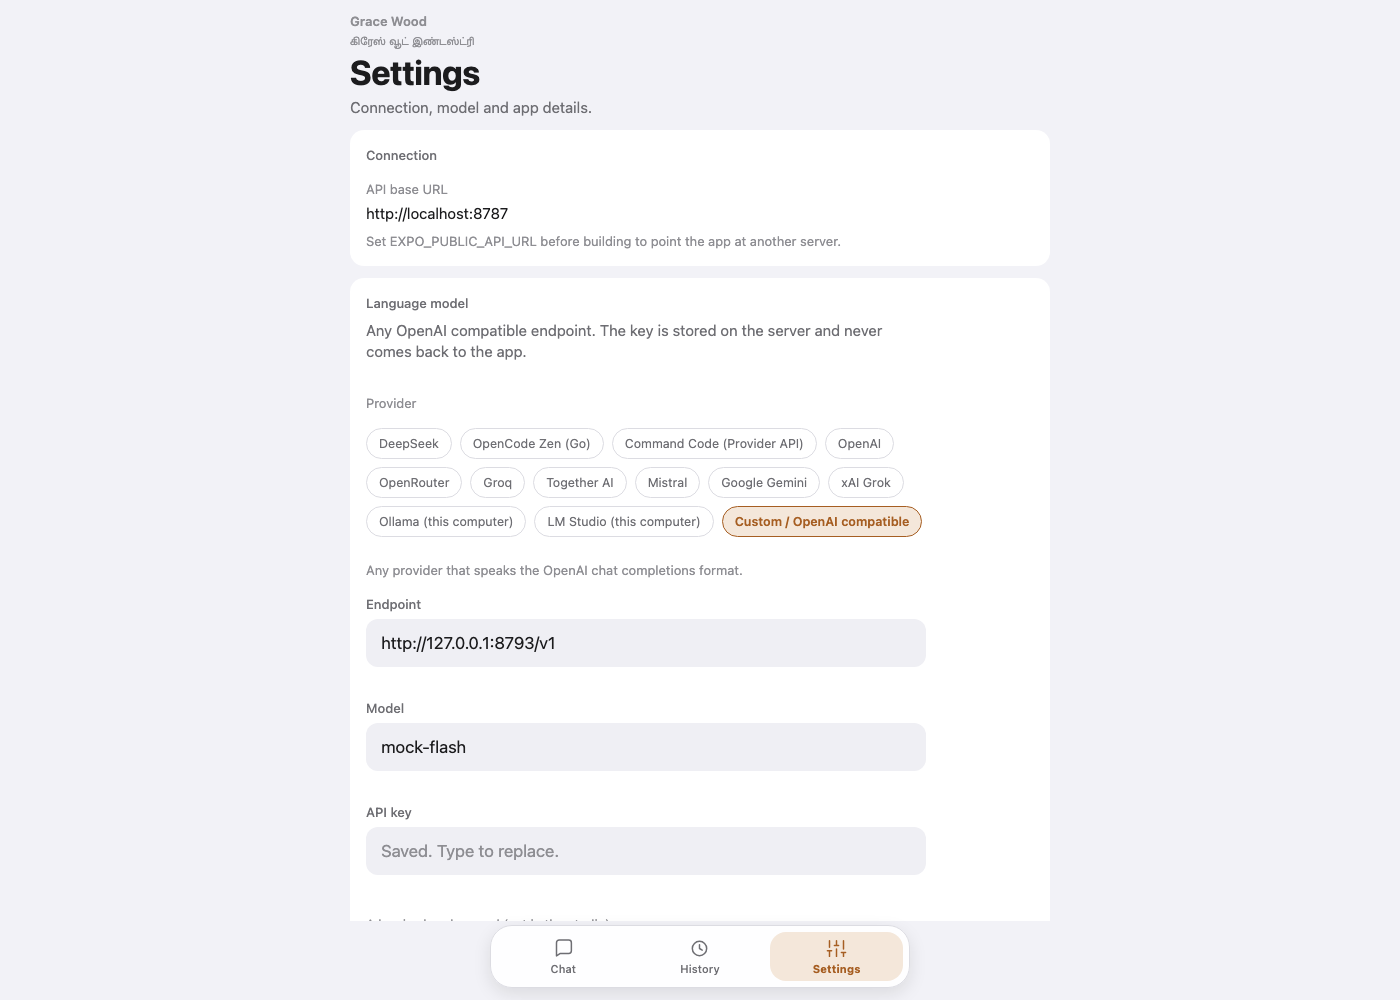 Grace Wood
கிரேஸ் வூட் இண்டஸ்ட்ரி
Settings
Connection, model and app details.
Connection
API base URL
http://localhost:8787
Set EXPO_PUBLIC_API_URL before building to point the app at another server.
Language model
Any OpenAI compatible endpoint. The key is stored on the server and never
comes back to the app.
Provider
DeepSeek OpenCode Zen (Go) Command Code (Provider API) OpenAI
OpenRouter Groq Together AI Mistral Google Gemini xAI Grok
Ollama (this computer) LM Studio (this computer) Custom / OpenAI compatible
Any provider that speaks the OpenAI chat completions format.
Endpoint
http://127.0.0.1:8793/v1
Model
mock-flash
API key
Saved. Type to replace.
Chat History Settings